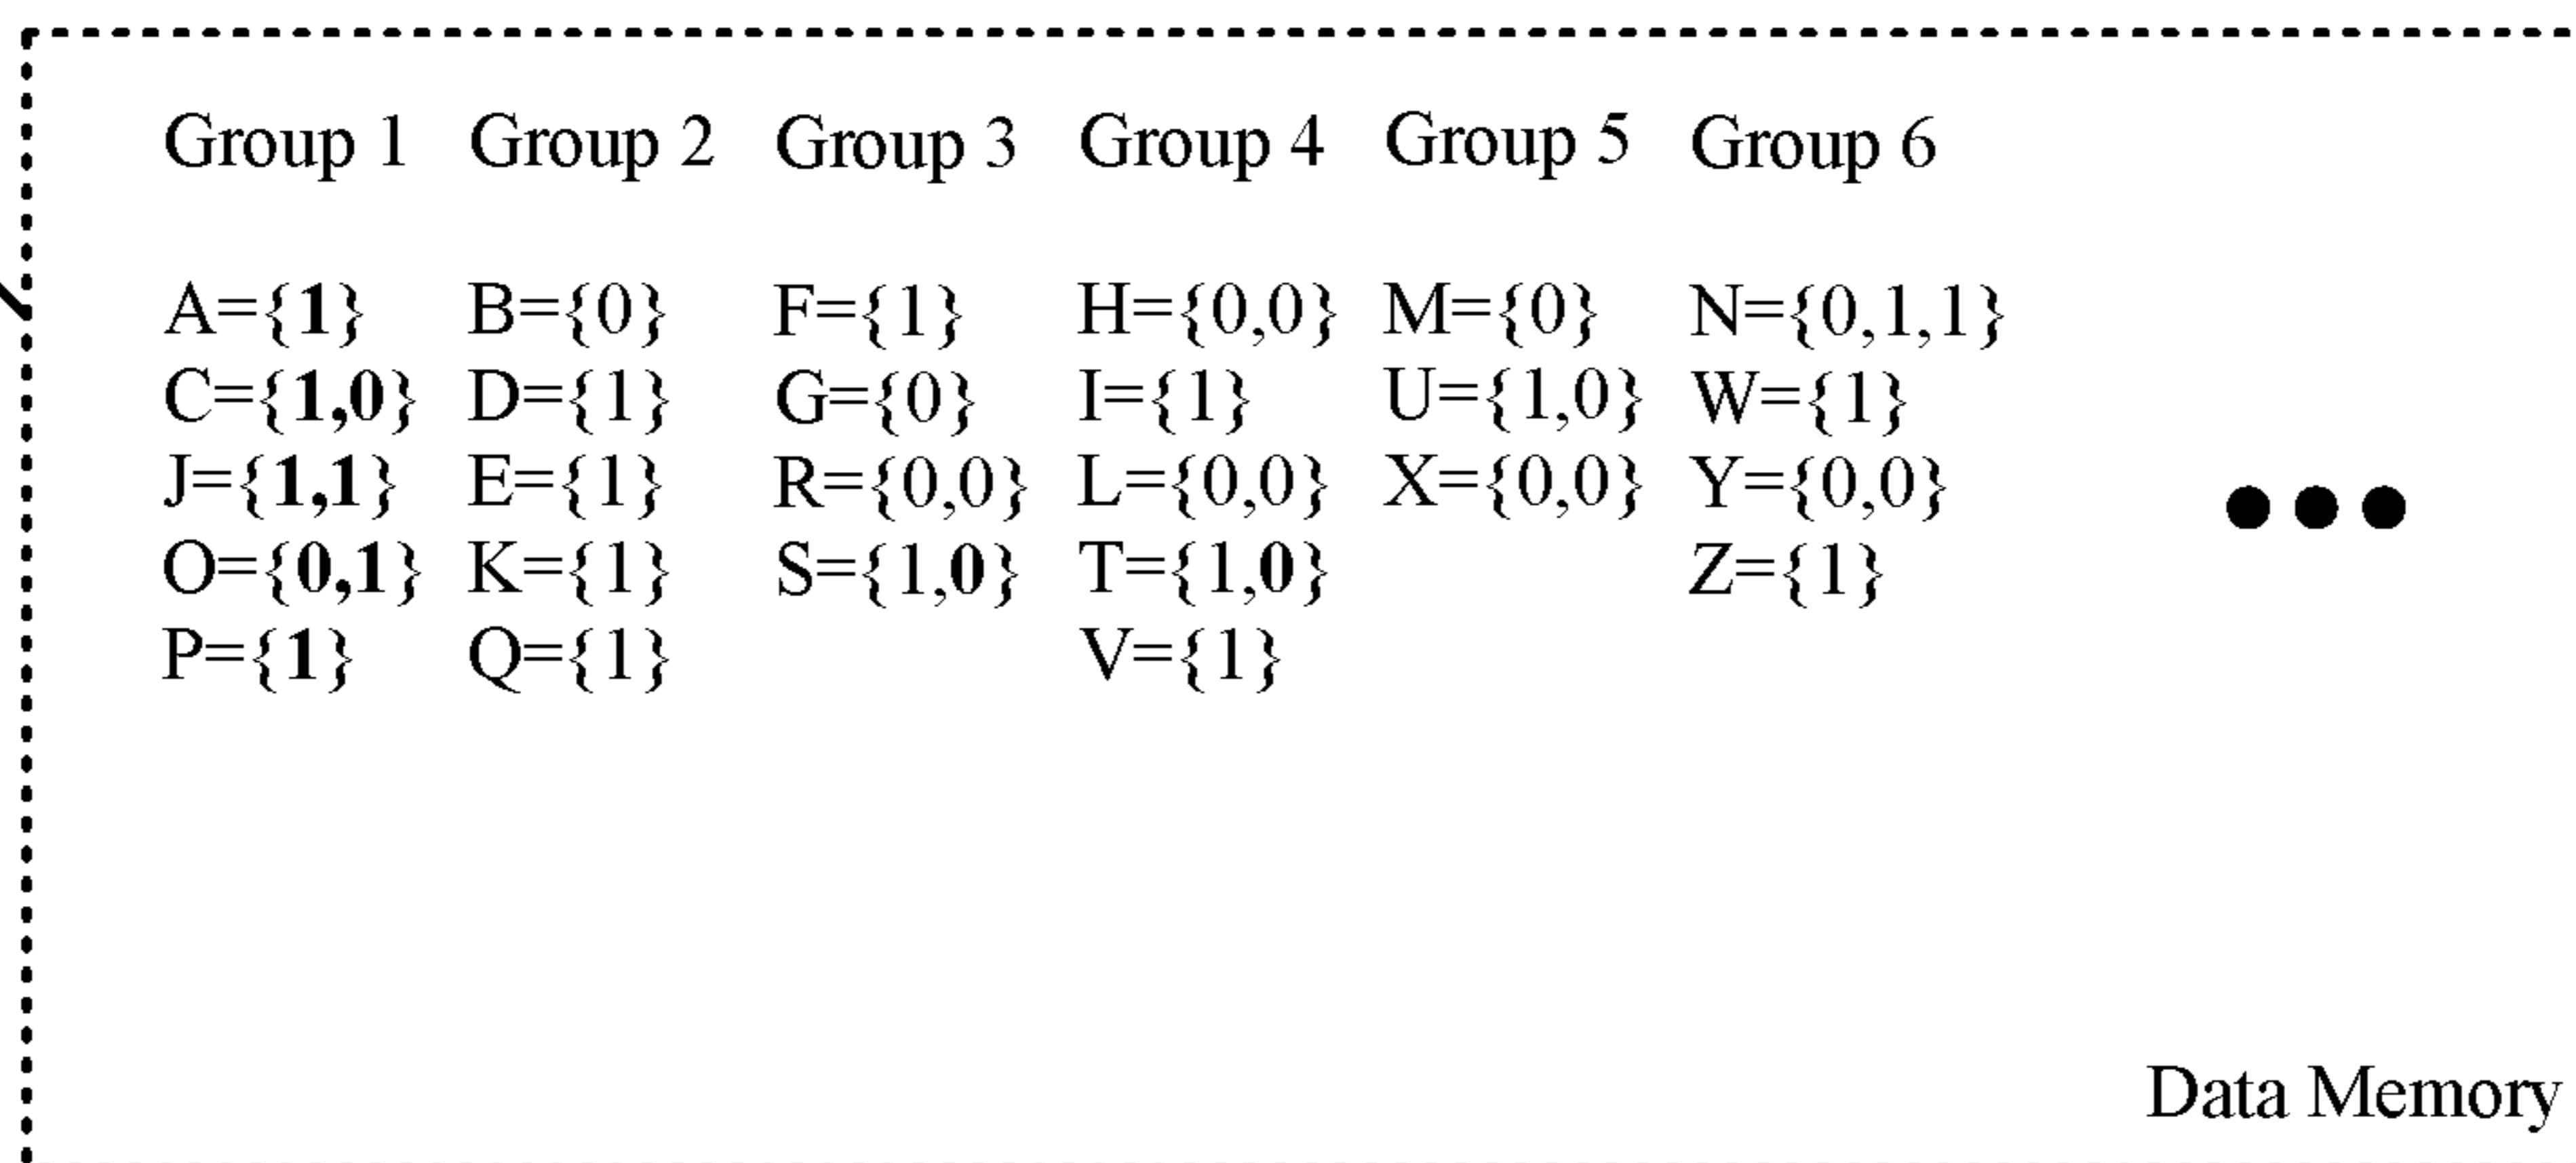 Group 1 Group 2 Group 3 Group 4 Group 5 Group 6
A={1} B={0} F={1} H={0,0} M={0} N={0,1,1}
C={1,0} D={1} G={0} I={1} U={1,0} W={1}
J={1,1} E={1} R={0,0} L={0,0} X={0,0} Y={0,0}
O={0,1} K={1} S={1,0} T={1,0} Z={1}
P={1} Q={1} V={1}
Data Memory